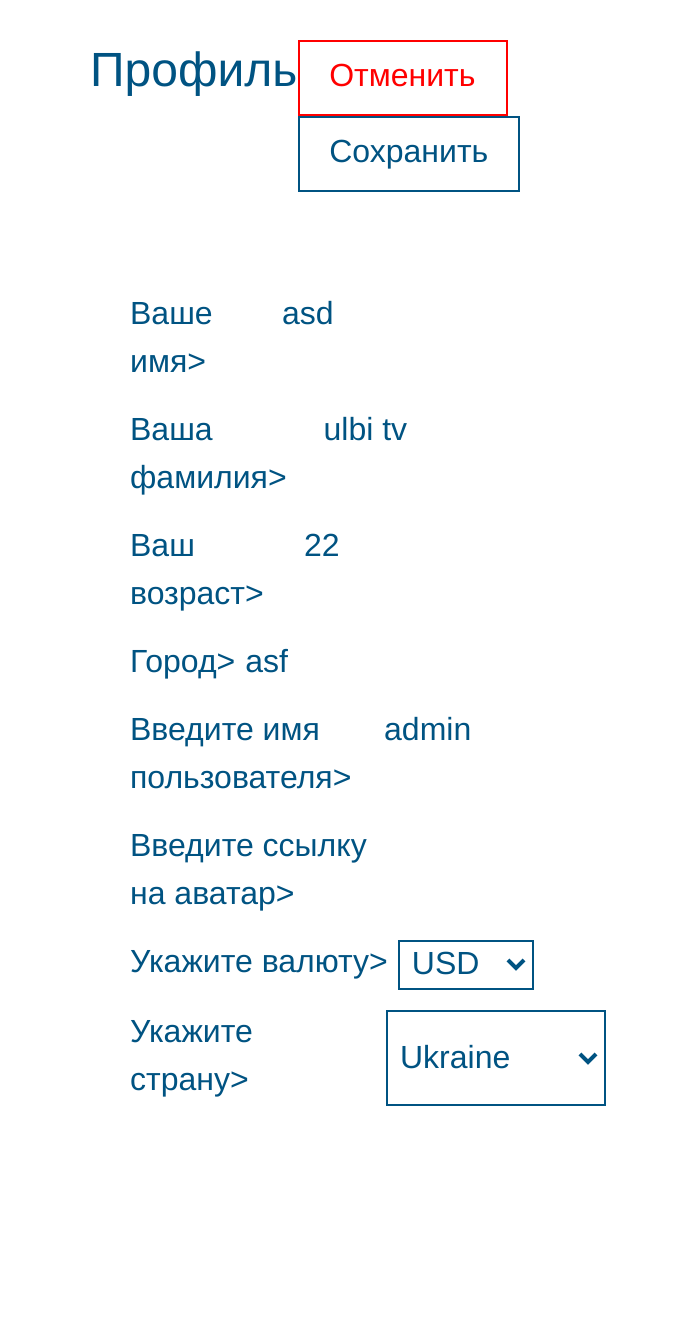 Профиль Отменить
Сохранить
Ваше asd
имя>
Ваша ulbi tv
фамилия>
Ваш 22
возраст>
Город> asf
Введите имя admin
пользователя>
Введите ссылку
на аватар>
Укажите валюту> USD
Укажите
страну> Ukraine